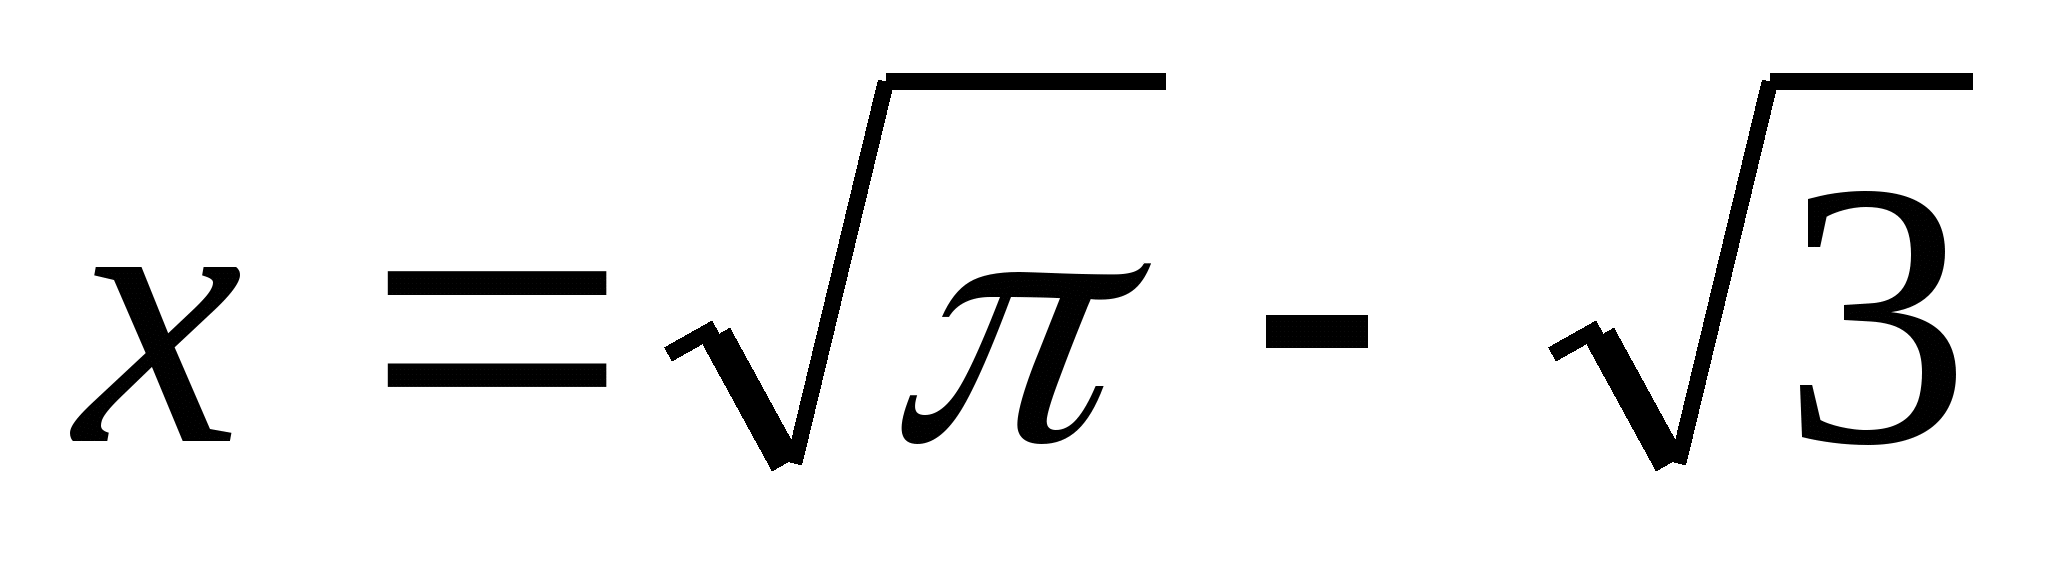 x = √π - √3